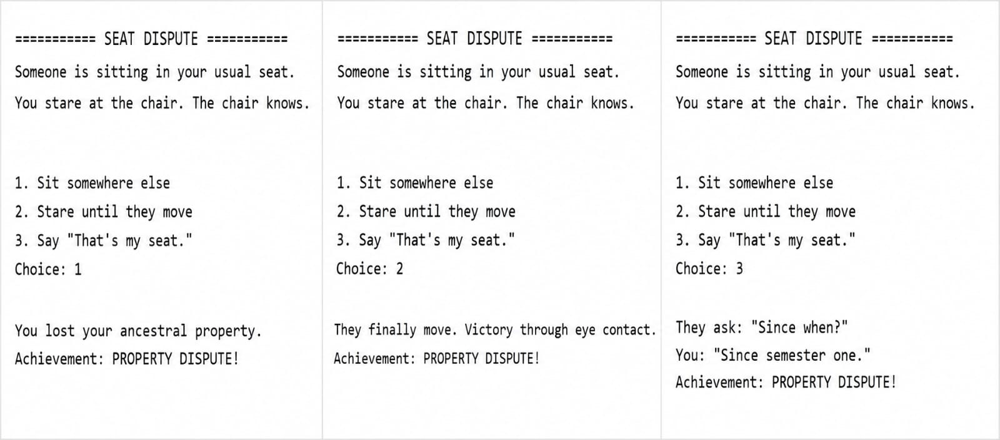 =========== SEAT DISPUTE ===========
Someone is sitting in your usual seat.
You stare at the chair. The chair knows.
1. Sit somewhere else
2. Stare until they move
3. Say "That's my seat."
Choice: 1
You lost your ancestral property.
Achievement: PROPERTY DISPUTE!
=========== SEAT DISPUTE ===========
Someone is sitting in your usual seat.
You stare at the chair. The chair knows.
1. Sit somewhere else
2. Stare until they move
3. Say "That's my seat."
Choice: 2
They finally move. Victory through eye contact.
Achievement: PROPERTY DISPUTE!
=========== SEAT DISPUTE ===========
Someone is sitting in your usual seat.
You stare at the chair. The chair knows.
1. Sit somewhere else
2. Stare until they move
3. Say "That's my seat."
Choice: 3
They ask: "Since when?"
You: "Since semester one."
Achievement: PROPERTY DISPUTE!